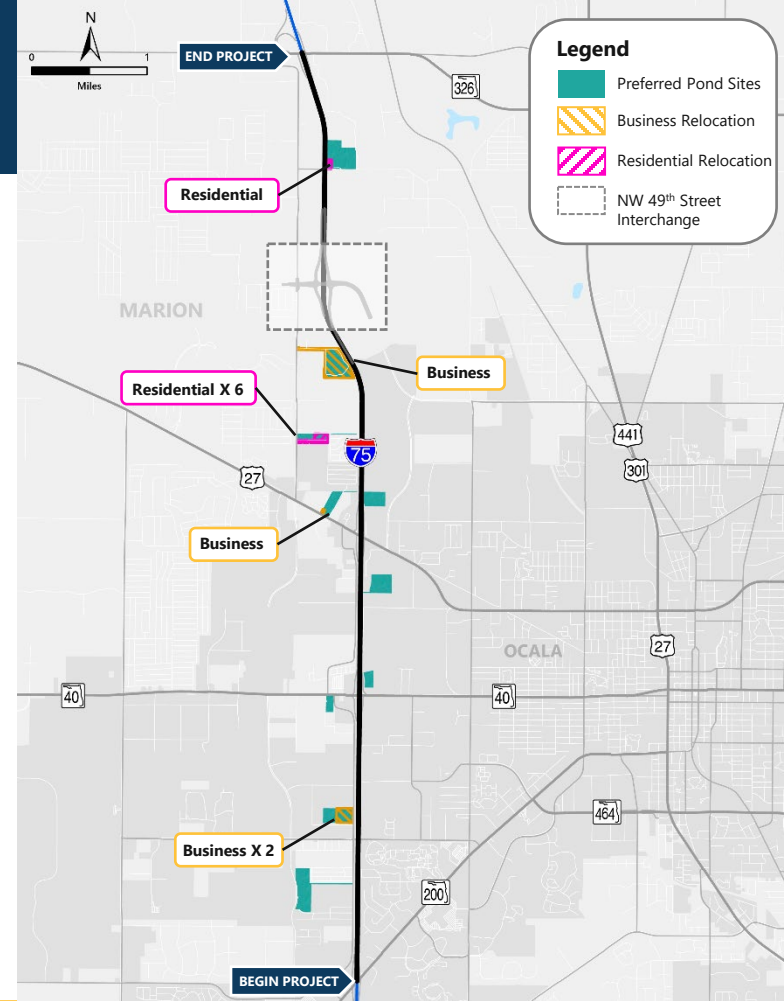 N
0 1
Miles
END PROJECT
326
Legend
Preferred Pond Sites
Business Relocation
Residential Relocation
NW 49th Street
Interchange
Residential
MARION
Business
Residential X 6
441
75
301
27
Business
OCALA
27
40
40
464
Business X 2
200
BEGIN PROJECT